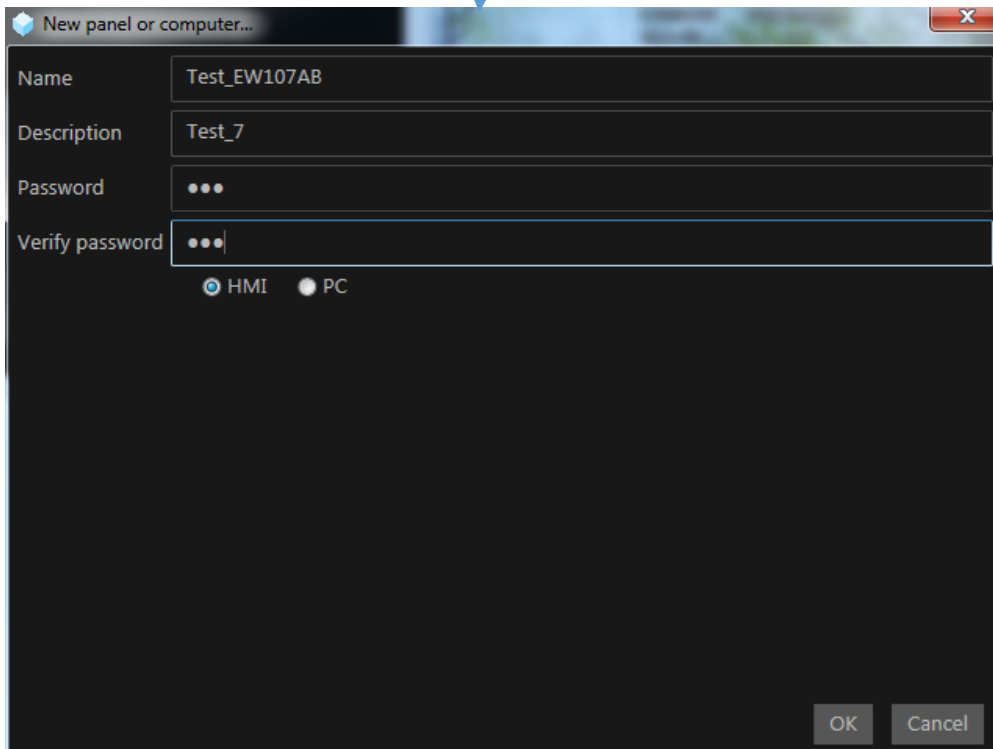 New panel or computer...
Name Test_EW107AB
Description Test_7
Password ●●●
Verify password ●●●
HMI PC
OK Cancel